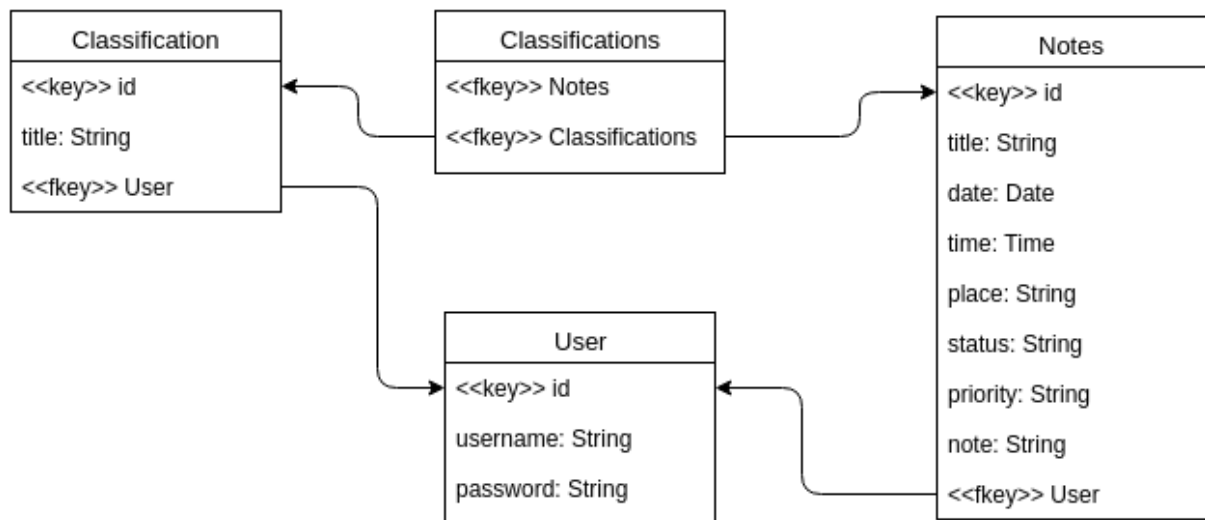 Classification
<<key>> id
title: String
<<fkey>> User
Classifications
<<fkey>> Notes
<<fkey>> Classifications
Notes
<<key>> id
title: String
date: Date
time: Time
place: String
status: String
priority: String
note: String
<<fkey>> User
User
<<key>> id
username: String
password: String